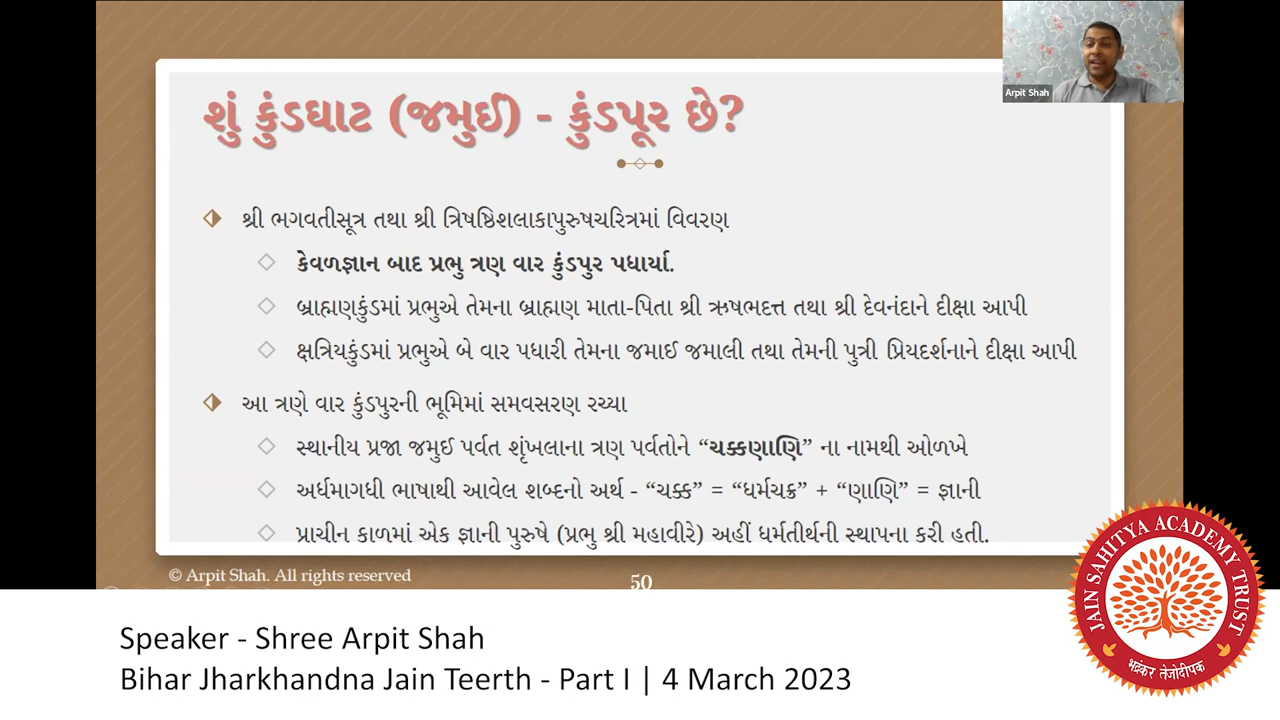 Arpit Shah
શું કુંડઘાટ (જમુઈ) - કુંડપૂર છે?
શ્રી ભગવતીસૂત્ર તથા શ્રી ત્રિષષ્ઠિશલાકાપુરુષચરિત્રમાં વિવરણ
કેવળજ્ઞાન બાદ પ્રભુ ત્રણ વાર કુંડપુર પધાર્યા.
બ્રાહ્મણકુંડમાં પ્રભુએ તેમના બ્રાહ્મણ માતા-પિતા શ્રી ઋષભદત્ત તથા શ્રી દેવનંદાને દીક્ષા આપી
ક્ષત્રિયકુંડમાં પ્રભુએ બે વાર પધારી તેમના જમાઈ જમાલી તથા તેમની પુત્રી પ્રિયદર્શનાને દીક્ષા આપી
આ ત્રણે વાર કુંડપુરની ભૂમિમાં સમવસરણ રચ્યા
સ્થાનીય પ્રજા જમુઈ પર્વત શૃંખલાના ત્રણ પર્વતોને “ચક્કણાણિ” ના નામથી ઓળખે
અર્ધમાગધી ભાષાથી આવેલ શબ્દનો અર્થ - “ચક્ક” = “ધર્મચક્ર” + “ણાણિ” = જ્ઞાની
પ્રાચીન કાળમાં એક જ્ઞાની પુરુષે (પ્રભુ શ્રી મહાવીરે) અહીં ધર્મતીર્થની સ્થાપના કરી હતી.
© Arpit Shah. All rights reserved
50
JAIN SAHITYA ACADEMY TRUST
भद्रंकर तेजोदीपक
Speaker - Shree Arpit Shah
Bihar Jharkhandna Jain Teerth - Part I | 4 March 2023